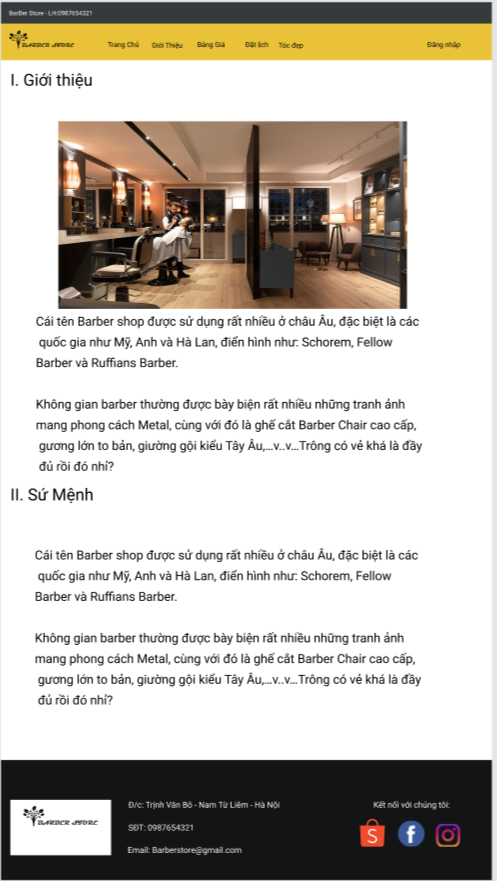 BerBer Store - LH:0987654321
BARBER STORE
Trang Chủ Giới Thiệu Bảng Giá Đặt lịch Tóc đẹp Đăng nhập
I. Giới thiệu
Cái tên Barber shop được sử dụng rất nhiều ở châu Âu, đặc biệt là các
quốc gia như Mỹ, Anh và Hà Lan, điển hình như: Schorem, Fellow
Barber và Ruffians Barber.
Không gian barber thường được bày biện rất nhiều những tranh ảnh
mang phong cách Metal, cùng với đó là ghế cắt Barber Chair cao cấp,
gương lớn to bản, giường gội kiểu Tây Âu,...v..v...Trông có vẻ khá là đầy
đủ rồi đó nhỉ?
II. Sứ Mệnh
Cái tên Barber shop được sử dụng rất nhiều ở châu Âu, đặc biệt là các
quốc gia như Mỹ, Anh và Hà Lan, điển hình như: Schorem, Fellow
Barber và Ruffians Barber.
Không gian barber thường được bày biện rất nhiều những tranh ảnh
mang phong cách Metal, cùng với đó là ghế cắt Barber Chair cao cấp,
gương lớn to bản, giường gội kiểu Tây Âu,...v..v...Trông có vẻ khá là đầy
đủ rồi đó nhỉ?
BARBER STORE
Đ/c: Trịnh Văn Bô - Nam Từ Liêm - Hà Nội
SĐT: 0987654321
Email: Barberstore@gmail.com
Kết nối với chúng tôi:
S
f